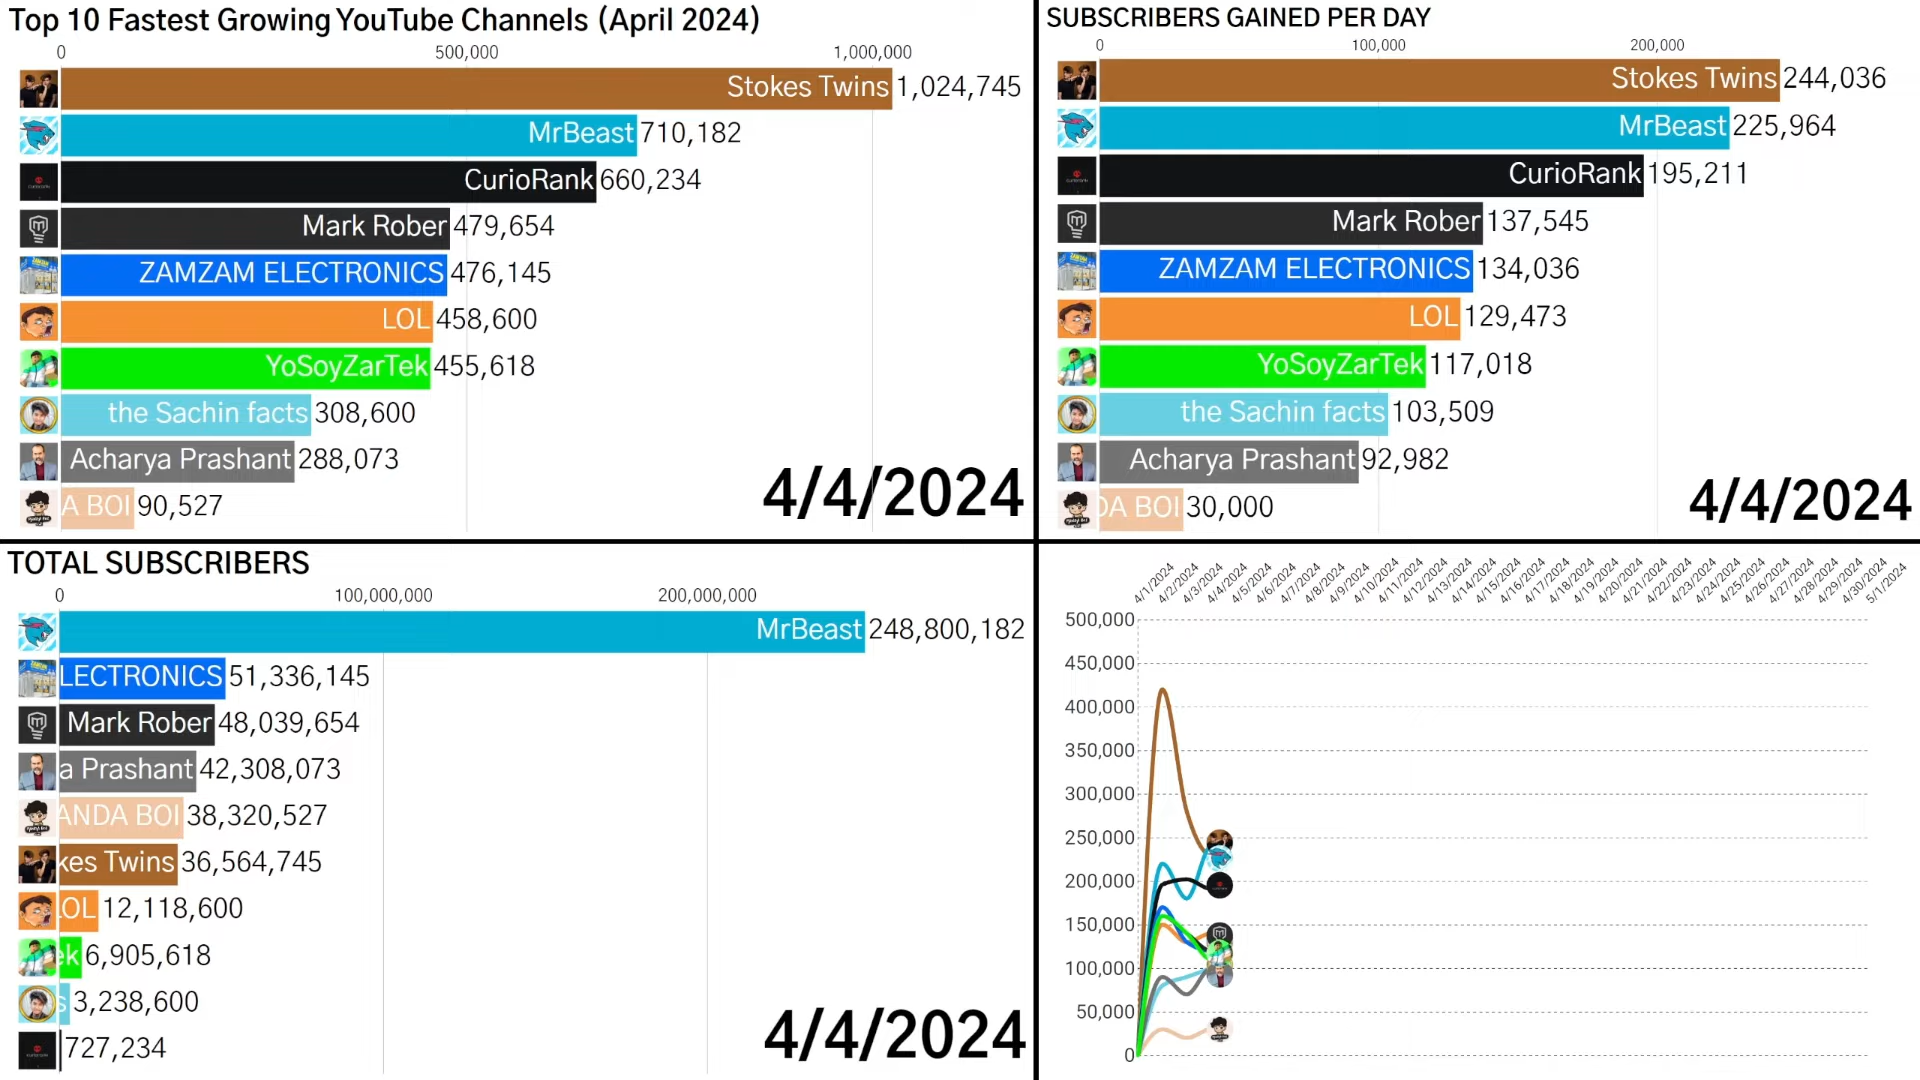 Top 10 Fastest Growing YouTube Channels (April 2024)
0 500,000 1,000,000
Stokes Twins 1,024,745
MrBeast 710,182
CurioRank 660,234
Mark Rober 479,654
ZAMZAM ELECTRONICS 476,145
LOL 458,600
YoSoyZarTek 455,618
the Sachin facts 308,600
Acharya Prashant 288,073
A BOI 90,527
4/4/2024
SUBSCRIBERS GAINED PER DAY
0 100,000 200,000
Stokes Twins 244,036
MrBeast 225,964
CurioRank 195,211
Mark Rober 137,545
ZAMZAM ELECTRONICS 134,036
LOL 129,473
YoSoyZarTek 117,018
the Sachin facts 103,509
Acharya Prashant 92,982
DA BOI 30,000
4/4/2024
TOTAL SUBSCRIBERS
0 100,000,000 200,000,000
MrBeast 248,800,182
LECTRONICS 51,336,145
Mark Rober 48,039,654
a Prashant 42,308,073
ANDA BOI 38,320,527
kes Twins 36,564,745
LOL 12,118,600
ek 6,905,618
s 3,238,600
727,234
4/4/2024
4/1/2024 4/2/2024 4/3/2024 4/4/2024 4/5/2024 4/6/2024 4/7/2024 4/8/2024 4/9/2024 4/10/2024 4/11/2024 4/12/2024 4/13/2024 4/14/2024 4/15/2024 4/16/2024 4/17/2024 4/18/2024 4/19/2024 4/20/2024 4/21/2024 4/22/2024 4/23/2024 4/24/2024 4/25/2024 4/26/2024 4/27/2024 4/28/2024 4/29/2024 4/30/2024 5/1/2024
500,000
450,000
400,000
350,000
300,000
250,000
200,000
150,000
100,000
50,000
0